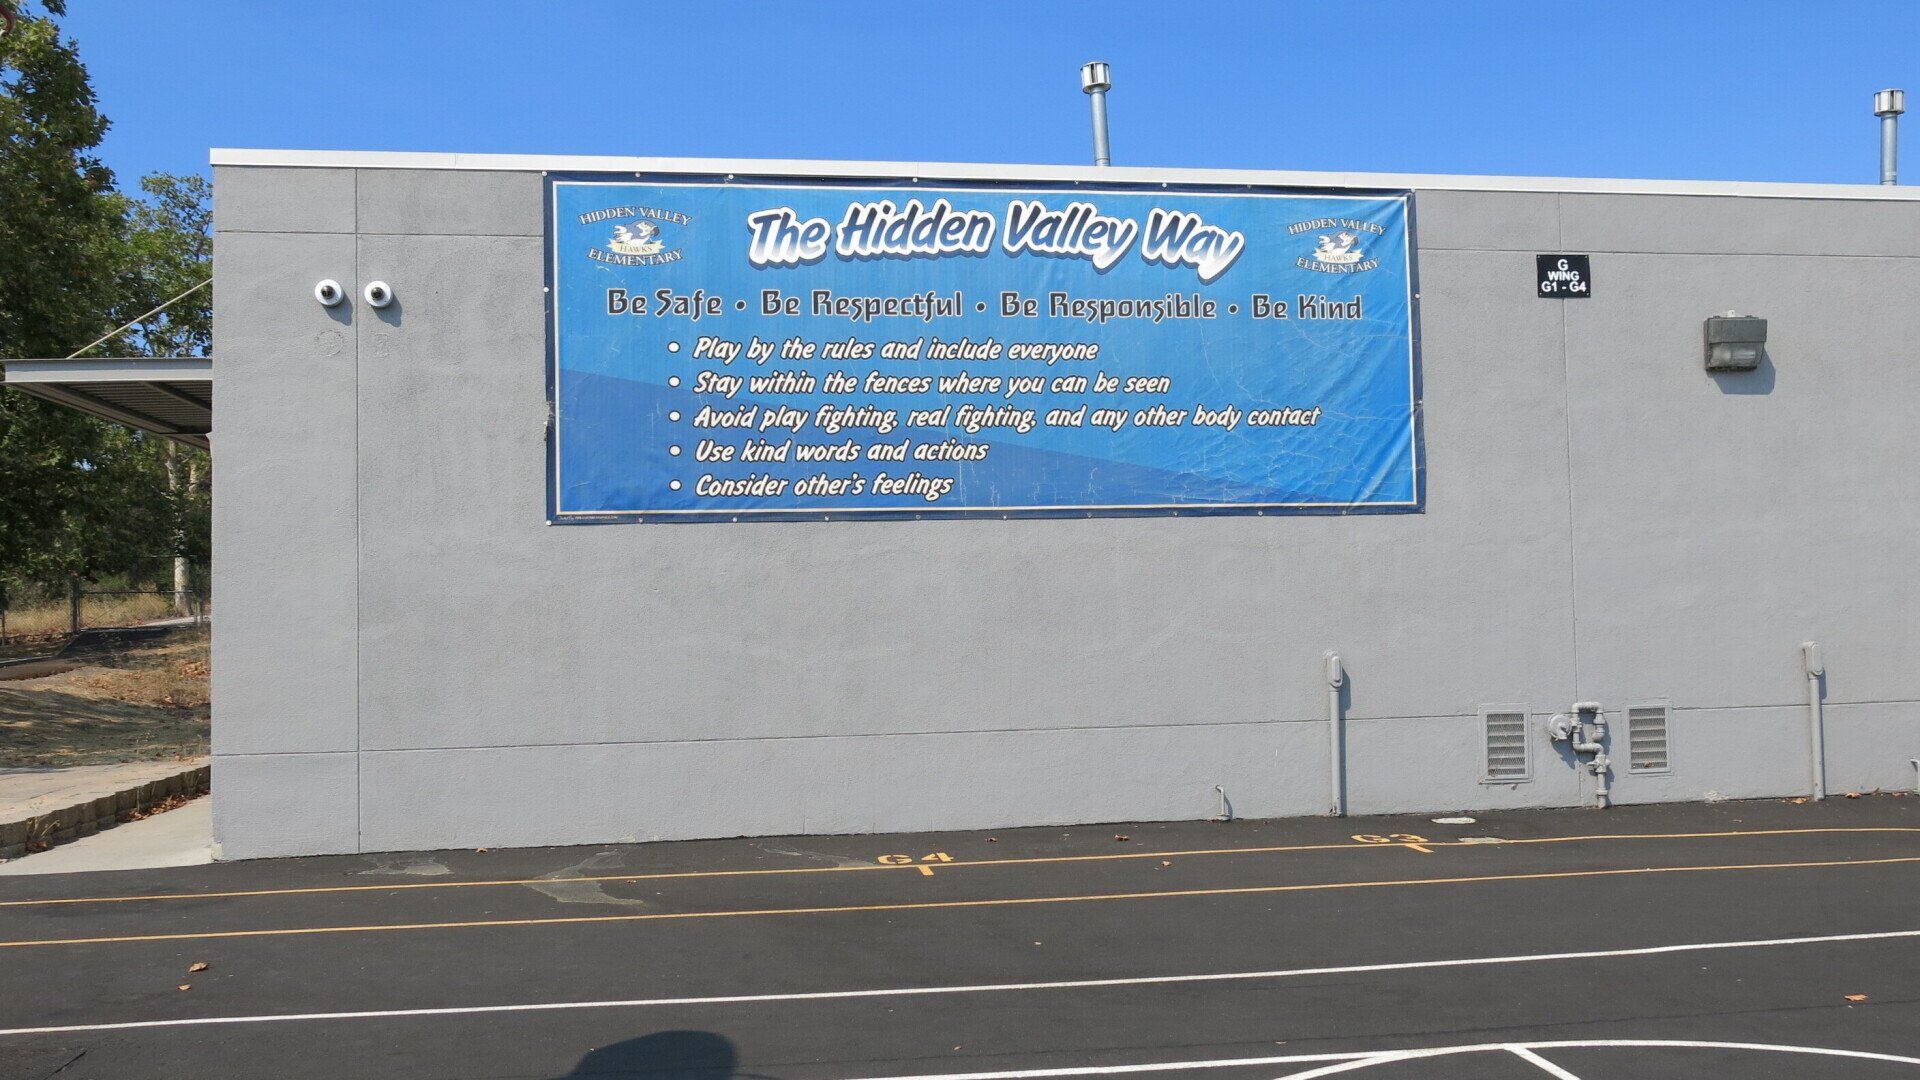 The Hidden Valley Way
HIDDEN VALLEY
HAWKS
ELEMENTARY
HIDDEN VALLEY
HAWKS
ELEMENTARY
Be Safe • Be Respectful • Be Responsible • Be Kind
• Play by the rules and include everyone
• Stay within the fences where you can be seen
• Avoid play fighting, real fighting, and any other body contact
• Use kind words and actions
• Consider other's feelings
G
WING
G1 - G4
G4
G3